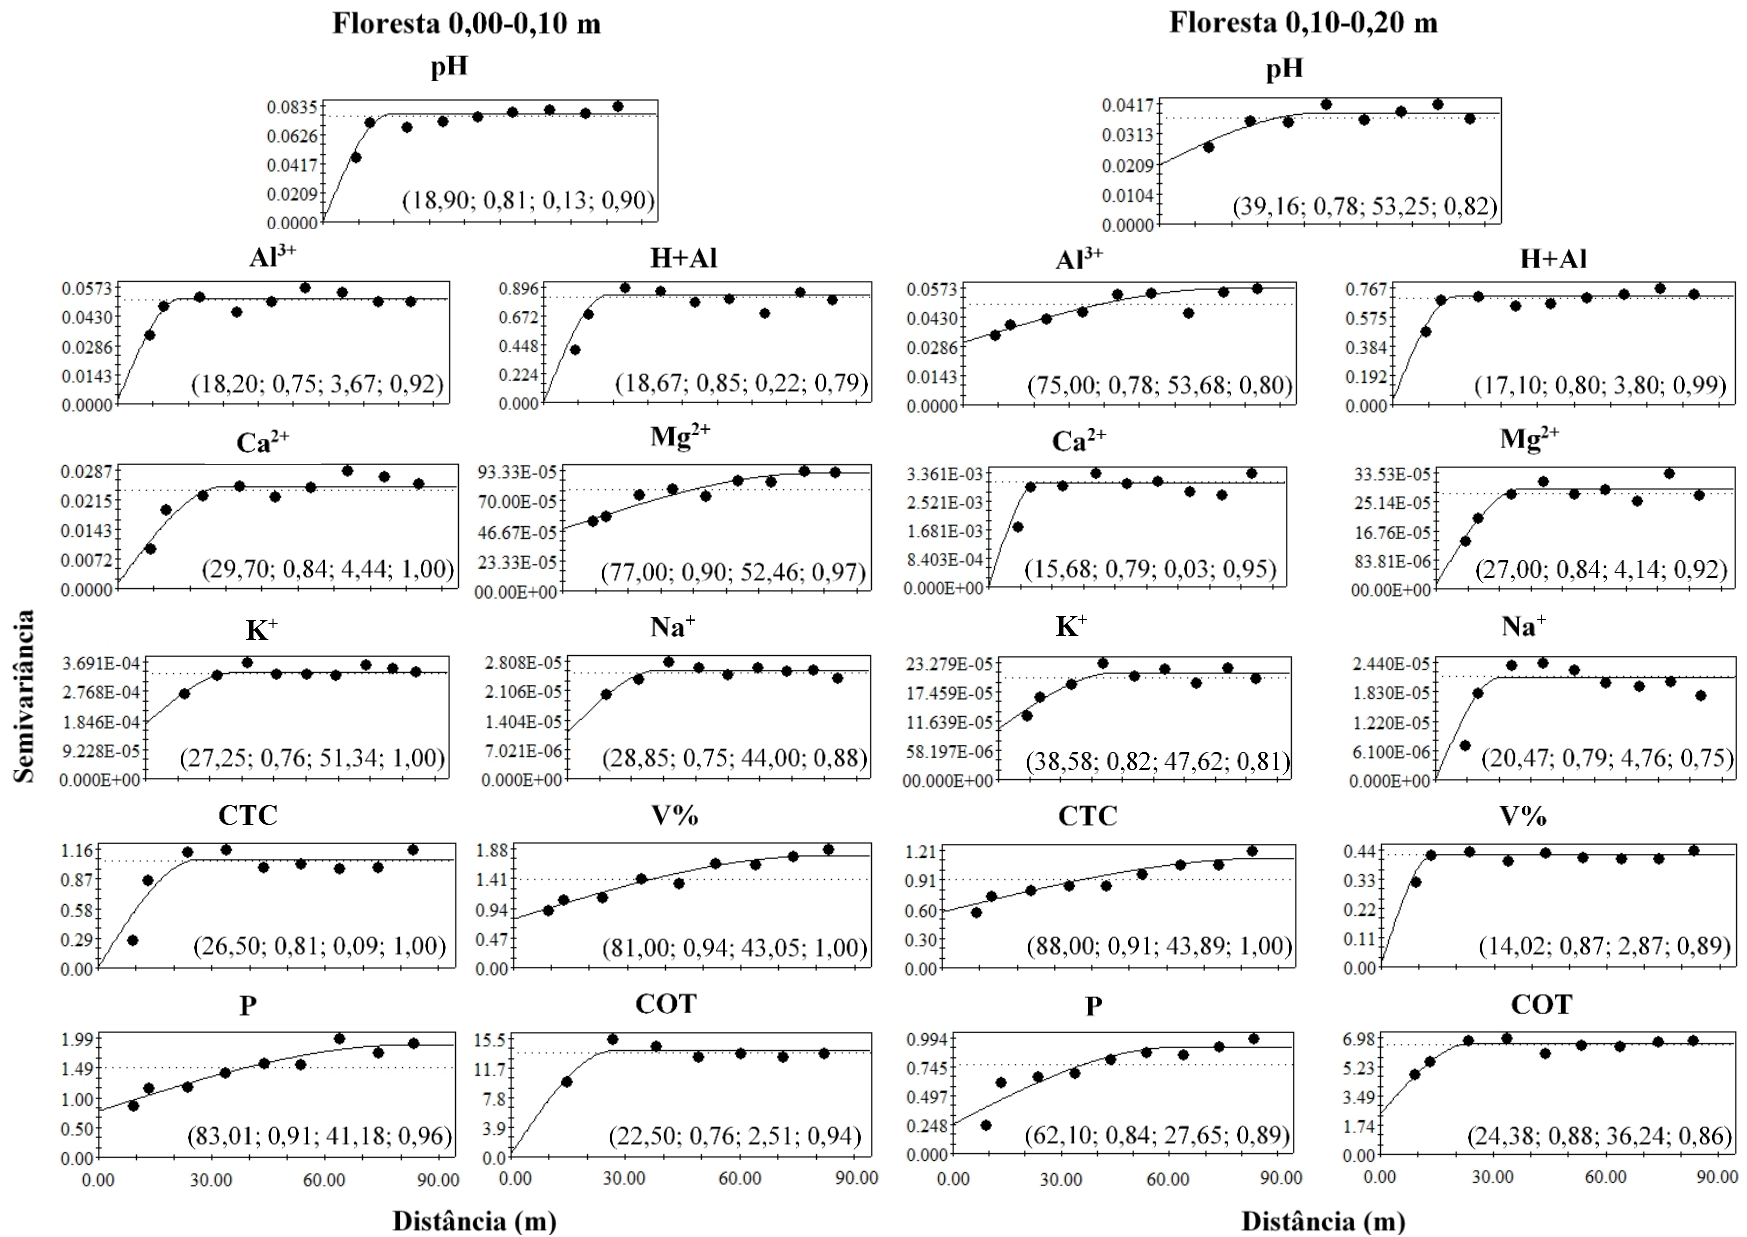 Floresta 0,00-0,10 m
Floresta 0,10-0,20 m
pH
0.0835
0.0626
0.0417
0.0209
0.0000
(18,90; 0,81; 0,13; 0,90)
pH
0.0417
0.0313
0.0209
0.0104
0.0000
(39,16; 0,78; 53,25; 0,82)
Al³⁺
0.0573
0.0430
0.0286
0.0143
0.0000
(18,20; 0,75; 3,67; 0,92)
H+Al
0.896
0.672
0.448
0.224
0.000
(18,67; 0,85; 0,22; 0,79)
Al³⁺
0.0573
0.0430
0.0286
0.0143
0.0000
(75,00; 0,78; 53,68; 0,80)
H+Al
0.767
0.575
0.384
0.192
0.000
(17,10; 0,80; 3,80; 0,99)
Ca²⁺
0.0287
0.0215
0.0143
0.0072
0.0000
(29,70; 0,84; 4,44; 1,00)
Mg²⁺
93.33E-05
70.00E-05
46.67E-05
23.33E-05
00.00E+00
(77,00; 0,90; 52,46; 0,97)
Ca²⁺
3.361E-03
2.521E-03
1.681E-03
8.403E-04
0.000E+00
(15,68; 0,79; 0,03; 0,95)
Mg²⁺
33.53E-05
25.14E-05
16.76E-05
83.81E-06
00.00E+00
(27,00; 0,84; 4,14; 0,92)
Semivariância
K⁺
3.691E-04
2.768E-04
1.846E-04
9.228E-05
0.000E+00
(27,25; 0,76; 51,34; 1,00)
Na⁺
2.808E-05
2.106E-05
1.404E-05
7.021E-06
0.000E+00
(28,85; 0,75; 44,00; 0,88)
K⁺
23.279E-05
17.459E-05
11.639E-05
58.197E-06
00.000E+00
(38,58; 0,82; 47,62; 0,81)
Na⁺
2.440E-05
1.830E-05
1.220E-05
6.100E-06
0.000E+00
(20,47; 0,79; 4,76; 0,75)
CTC
1.16
0.87
0.58
0.29
0.00
(26,50; 0,81; 0,09; 1,00)
V%
1.88
1.41
0.94
0.47
0.00
(81,00; 0,94; 43,05; 1,00)
CTC
1.21
0.91
0.60
0.30
0.00
(88,00; 0,91; 43,89; 1,00)
V%
0.44
0.33
0.22
0.11
0.00
(14,02; 0,87; 2,87; 0,89)
P
1.99
1.49
1.00
0.50
0.00
(83,01; 0,91; 41,18; 0,96)
0.00 30.00 60.00 90.00
COT
15.5
11.7
7.8
3.9
0.0
(22,50; 0,76; 2,51; 0,94)
0.00 30.00 60.00 90.00
P
0.994
0.745
0.497
0.248
0.000
(62,10; 0,84; 27,65; 0,89)
0.00 30.00 60.00 90.00
COT
6.98
5.23
3.49
1.74
0.00
(24,38; 0,88; 36,24; 0,86)
0.00 30.00 60.00 90.00
Distância (m)
Distância (m)